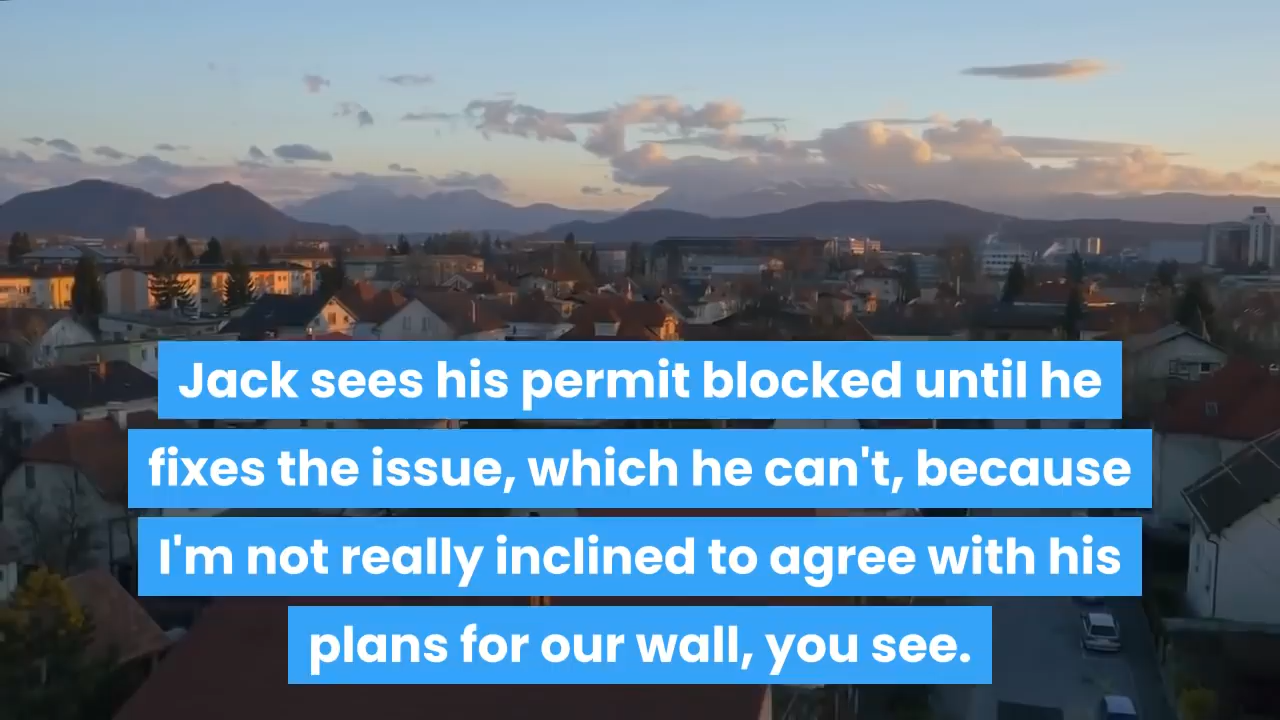 Jack sees his permit blocked until he
fixes the issue, which he can't, because
I'm not really inclined to agree with his
plans for our wall, you see.